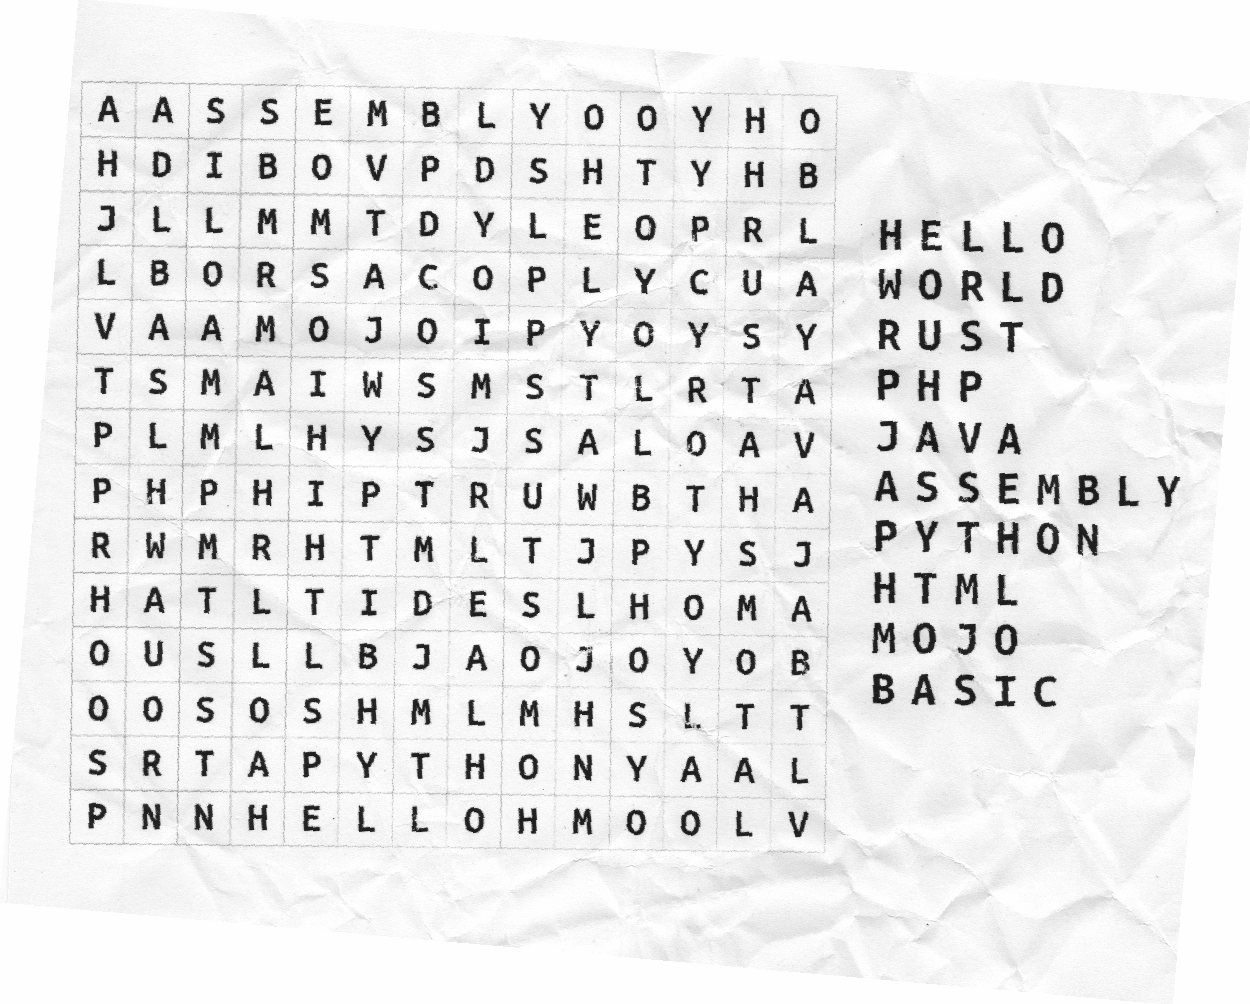 A A S S E M B L Y O O Y H O
H D I B O V P D S H T Y H B
J L L M M T D Y L E O P R L
L B O R S A C O P L Y C U A
V A A M O J O I P Y O Y S Y
T S M A I W S M S T L R T A
P L M L H Y S J S A L O A V
P H P H I P T R U W B T H A
R W M R H T M L T J P Y S J
H A T L T I D E S L H O M A
O U S L L B J A O J O Y O B
O O S O S H M L M H S L T T
S R T A P Y T H O N Y A A L
P N N H E L L O H M O O L V
HELLO
WORLD
RUST
PHP
JAVA
ASSEMBLY
PYTHON
HTML
MOJO
BASIC